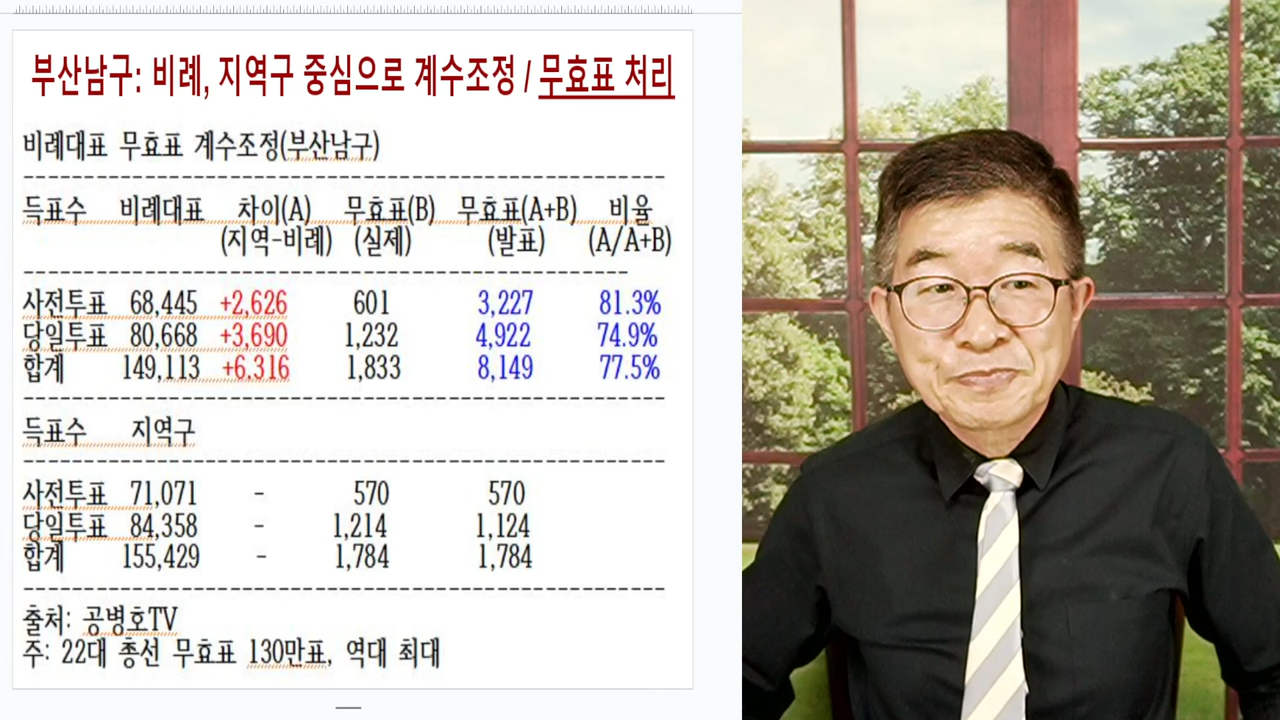 부산남구: 비례, 지역구 중심으로 계수조정 / 무효표 처리
비례대표 무효표 계수조정(부산남구)
득표수 비례대표 차이(A) 무효표(B) 무효표(A+B) 비율
(지역-비례) (실제) (발표) (A/A+B)
사전투표 68,445 +2,626 601 3,227 81.3%
당일투표 80,668 +3,690 1,232 4,922 74.9%
합계 149,113 +6,316 1,833 8,149 77.5%
득표수 지역구
사전투표 71,071 - 570 570
당일투표 84,358 - 1,214 1,124
합계 155,429 - 1,784 1,784
출처: 공병호TV
주: 22대 총선 무효표 130만표, 역대 최대